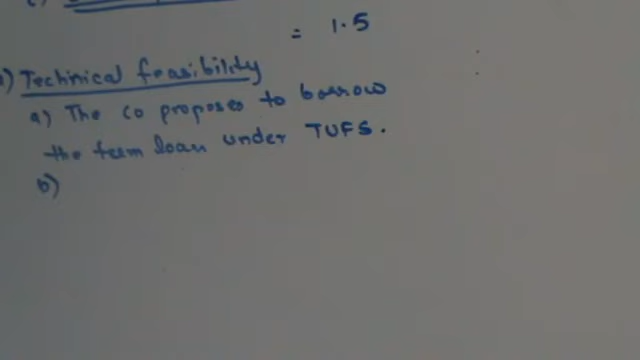 = 1.5
) Technical feasibility
a) The co proposes to borrow
the term loan under TUFS.
b)